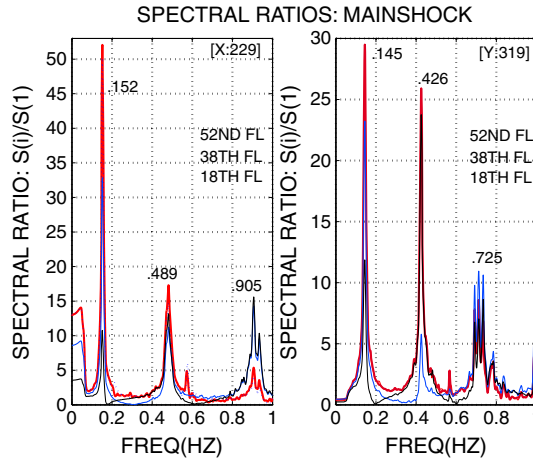 SPECTRAL RATIOS: MAINSHOCK
SPECTRAL RATIO: S(i)/S(1)
50
45
40
35
30
25
20
15
10
5
0
[X:229]
.152
52ND FL
38TH FL
18TH FL
.489
.905
0 0.2 0.4 0.6 0.8 1
FREQ(HZ)
SPECTRAL RATIO: S(i)/S(1)
30
25
20
15
10
5
0
[Y:319]
.145
.426
52ND FL
38TH FL
18TH FL
.725
0 0.2 0.4 0.6 0.8
FREQ(HZ)